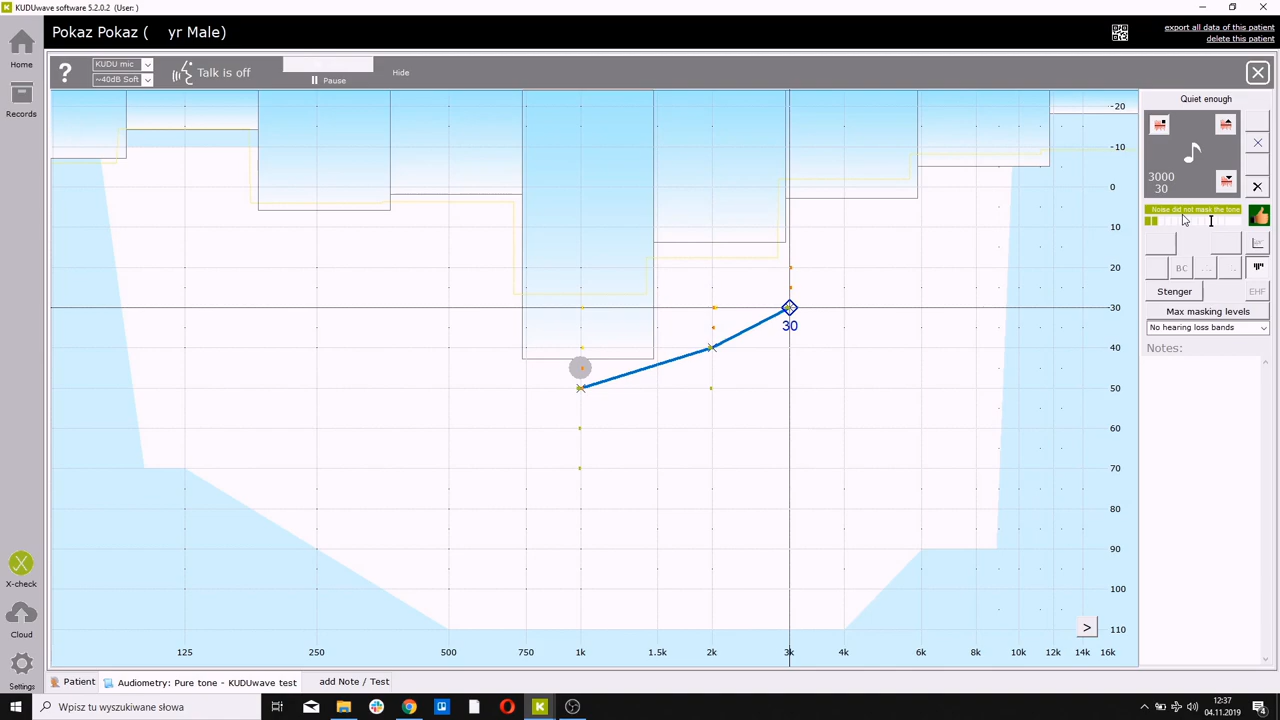 KUDUwave software 5.2.0.2 (User: )
Pokaz Pokaz ( yr Male)
export all data of this patient
delete this patient
Home
Records
X-check
Cloud
Settings
?
KUDU mic
~40dB Soft
Talk is off
Pause
Hide
-20
-10
0
10
20
-30
40
50
60
70
80
90
100
110
30
>
125
250
500
750
1k
1.5k
2k
3k
4k
6k
8k
10k
12k
14k
16k
Quiet enough
3000
30
Noise did not mask the tone
BC
Stenger
EHF
Max masking levels
No hearing loss bands
Notes:
Patient
Audiometry: Pure tone - KUDUwave test
add Note / Test
Wpisz tu wyszukiwane słowa
12:37
04.11.2019
4